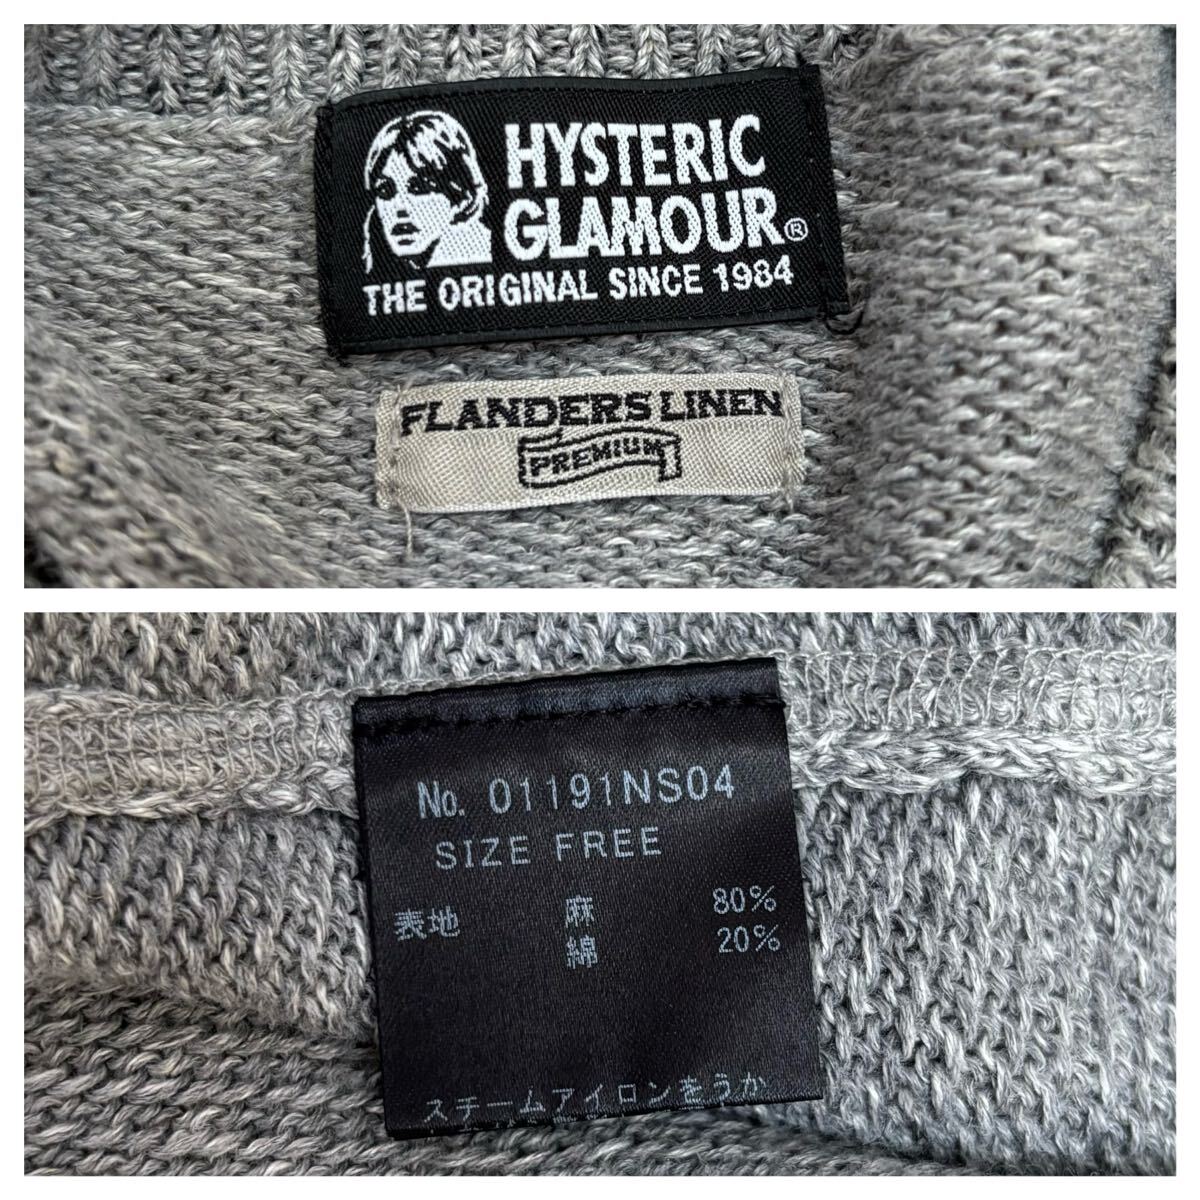 HYSTERIC
GLAMOUR®
THE ORIGINAL SINCE 1984
FLANDERS LINEN
PREMIUM
No. 01191NS04
SIZE FREE
表地 麻 80%
綿 20%
スチームアイロンをうか